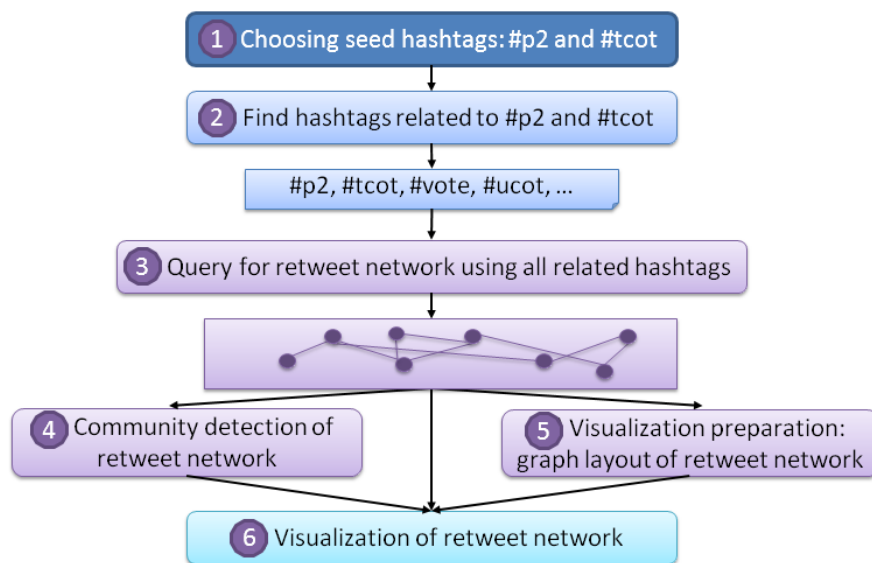 1 Choosing seed hashtags: #p2 and #tcot
2 Find hashtags related to #p2 and #tcot
#p2, #tcot, #vote, #ucot, ...
3 Query for retweet network using all related hashtags
4 Community detection of
retweet network
5 Visualization preparation:
graph layout of retweet network
6 Visualization of retweet network